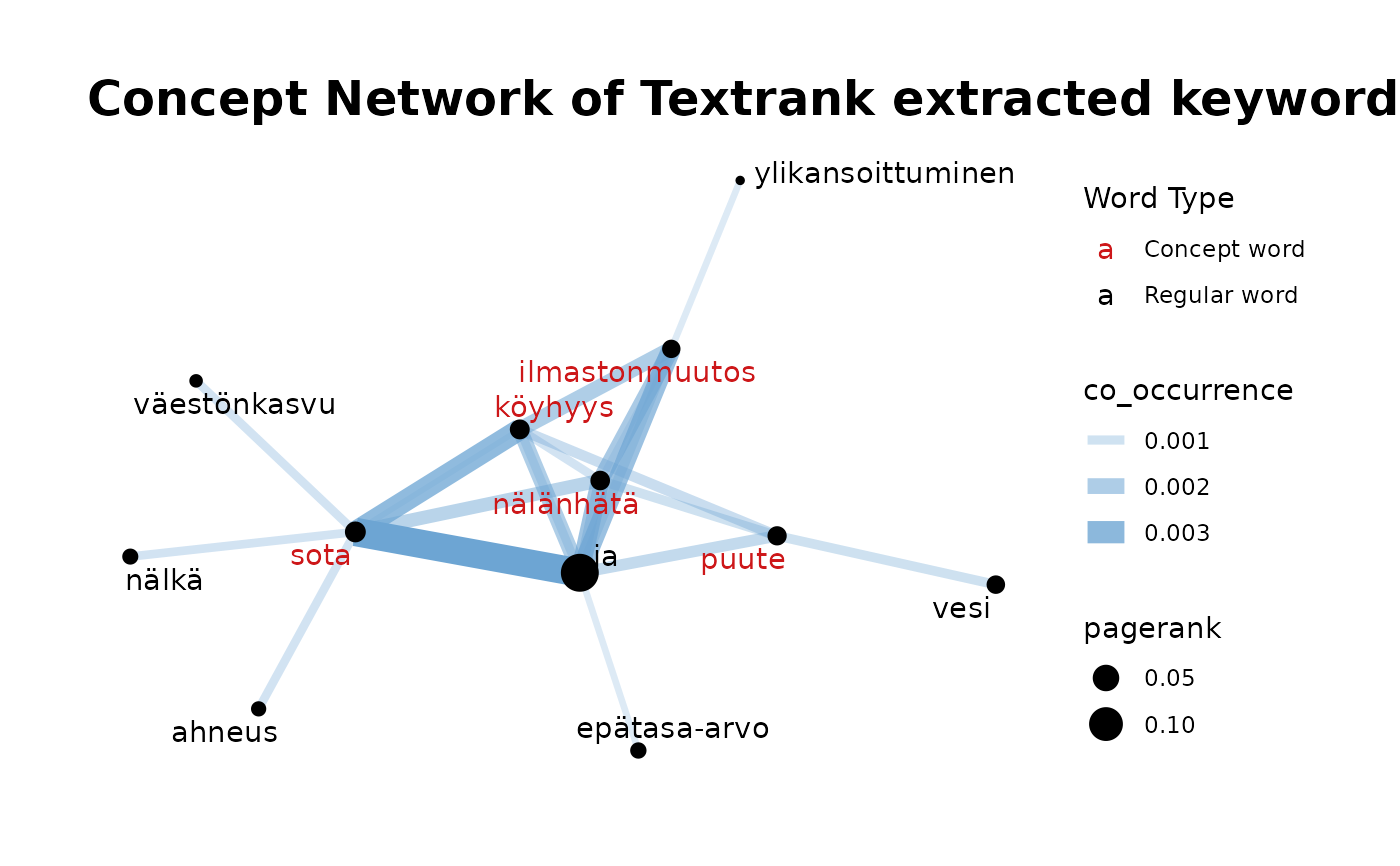 Concept Network of Textrank extracted keyword
ylikansoittuminen
ilmastonmuutos
väestönkasvu
köyhyys
nälänhätä
sota
ja
puute
nälkä
vesi
ahneus
epätasa-arvo
Word Type
a Concept word
a Regular word
co_occurrence
0.001
0.002
0.003
pagerank
0.05
0.10